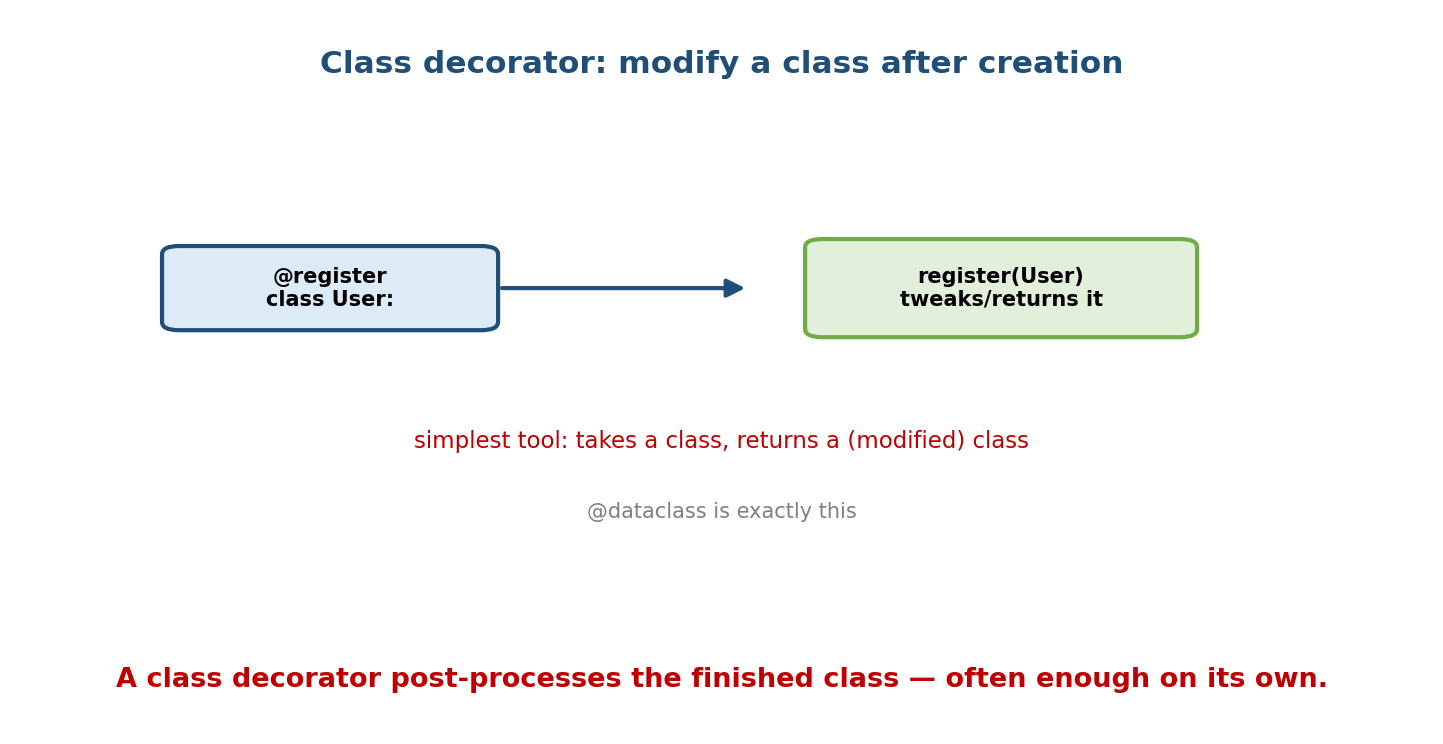 Class decorator: modify a class after creation
@register
class User:
register(User)
tweaks/returns it
simplest tool: takes a class, returns a (modified) class
@dataclass is exactly this
A class decorator post-processes the finished class — often enough on its own.